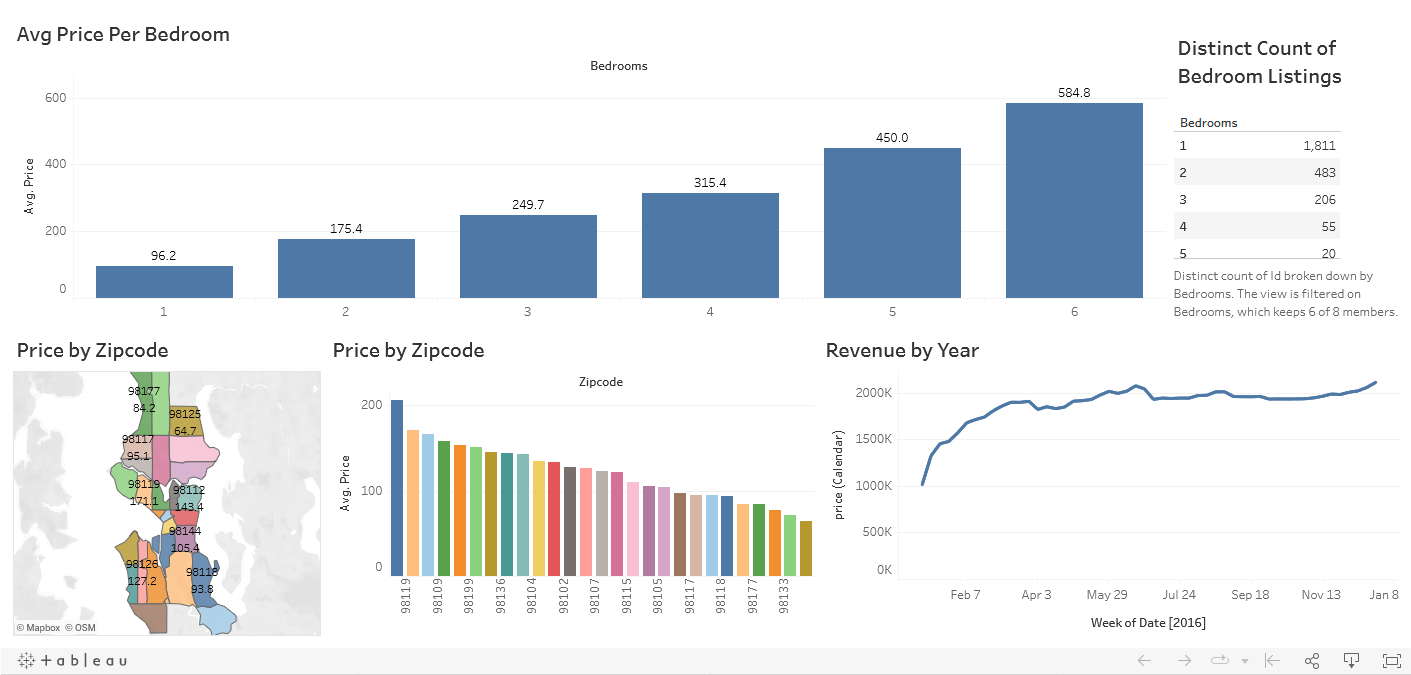 Avg Price Per Bedroom
Bedrooms
Avg. Price
600
400
200
0
96.2
175.4
249.7
315.4
450.0
584.8
1
2
3
4
5
6
Distinct Count of
Bedroom Listings
Bedrooms
1 1,811
2 483
3 206
4 55
5 20
Distinct count of Id broken down by
Bedrooms. The view is filtered on
Bedrooms, which keeps 6 of 8 members.
Price by Zipcode
98177
84.2
98125
64.7
98117
95.1
98119
171.1
98112
143.4
98144
105.4
98126
127.2
98118
93.8
© Mapbox © OSM
Price by Zipcode
Zipcode
Avg. Price
200
100
0
98119
98109
98199
98136
98104
98102
98107
98115
98105
98117
98118
98177
98133
Revenue by Year
price (Calendar)
2000K
1500K
1000K
500K
0K
Feb 7
Apr 3
May 29
Jul 24
Sep 18
Nov 13
Jan 8
Week of Date [2016]
+ a b l e a u